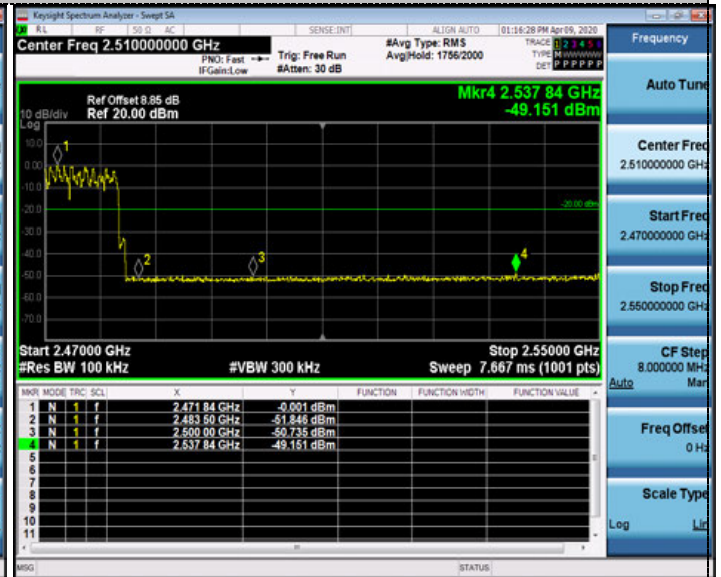 Keysight Spectrum Analyzer - Swept SA
RL RF 50 Ω AC SENSE:INT ALIGN AUTO 01:16:28 PM Apr 09, 2020
Center Freq 2.510000000 GHz
PNO: Fast
IFGain:Low
Trig: Free Run
#Atten: 30 dB
#Avg Type: RMS
Avg|Hold: 1756/2000
TRACE 1 2 3 4 5 6
TYPE M W W W W W
DET P P P P P P
Ref Offset 8.85 dB
Ref 20.00 dBm
10 dB/div
Log
Mkr4 2.537 84 GHz
-49.151 dBm
10.0
0.00
-10.0
-20.0
-30.0
-40.0
-50.0
-60.0
-70.0
1
2
3
4
-20.00 dBm
Start 2.47000 GHz
Stop 2.55000 GHz
#Res BW 100 kHz
#VBW 300 kHz
Sweep 7.667 ms (1001 pts)
MKR MODE TRC SCL X Y FUNCTION FUNCTION WIDTH FUNCTION VALUE
1 N 1 f 2.471 84 GHz -0.001 dBm
2 N 1 f 2.483 50 GHz -51.846 dBm
3 N 1 f 2.500 00 GHz -50.735 dBm
4 N 1 f 2.537 84 GHz -49.151 dBm
5
6
7
8
9
10
11
MSG
STATUS
Frequency
Auto Tune
Center Freq
2.510000000 GHz
Start Freq
2.470000000 GHz
Stop Freq
2.550000000 GHz
CF Step
8.000000 MHz
Auto Man
Freq Offset
0 Hz
Scale Type
Log Lin